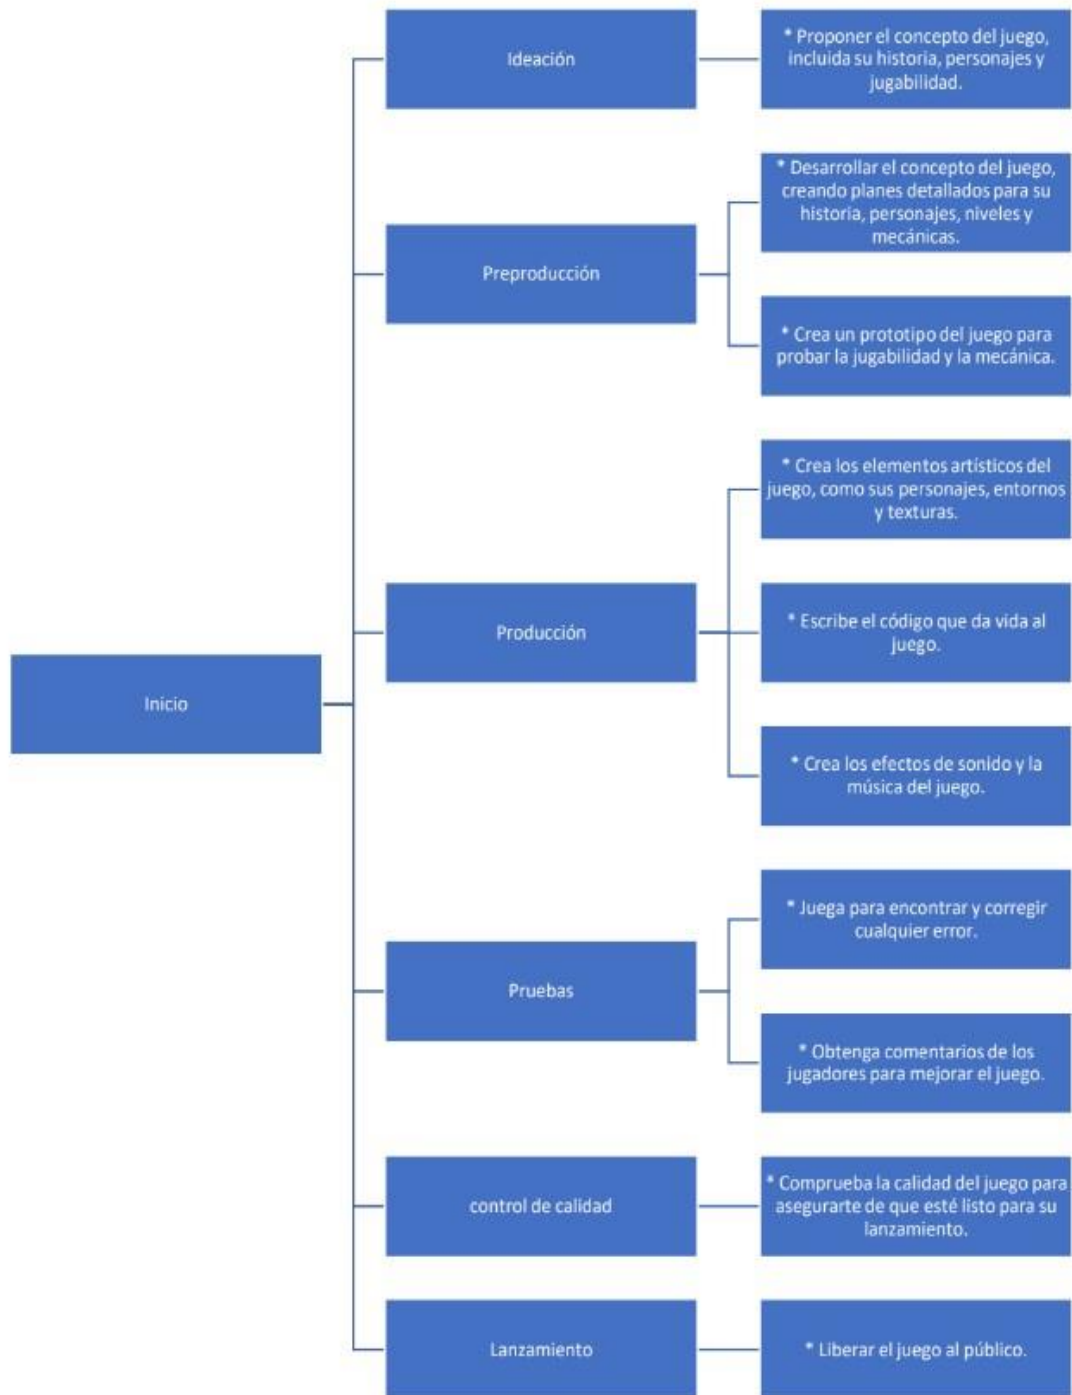 Inicio
Ideación
* Proponer el concepto del juego,
incluida su historia, personajes y
jugabilidad.
Preproducción
* Desarrollar el concepto del juego,
creando planes detallados para su
historia, personajes, niveles y
mecánicas.
* Crea un prototipo del juego para
probar la jugabilidad y la mecánica.
Producción
* Crea los elementos artísticos del
juego, como sus personajes, entornos
y texturas.
* Escribe el código que da vida al
juego.
* Crea los efectos de sonido y la
música del juego.
Pruebas
* Juega para encontrar y corregir
cualquier error.
* Obtenga comentarios de los
jugadores para mejorar el juego.
control de calidad
* Comprueba la calidad del juego para
asegurarte de que esté listo para su
lanzamiento.
Lanzamiento
* Liberar el juego al público.